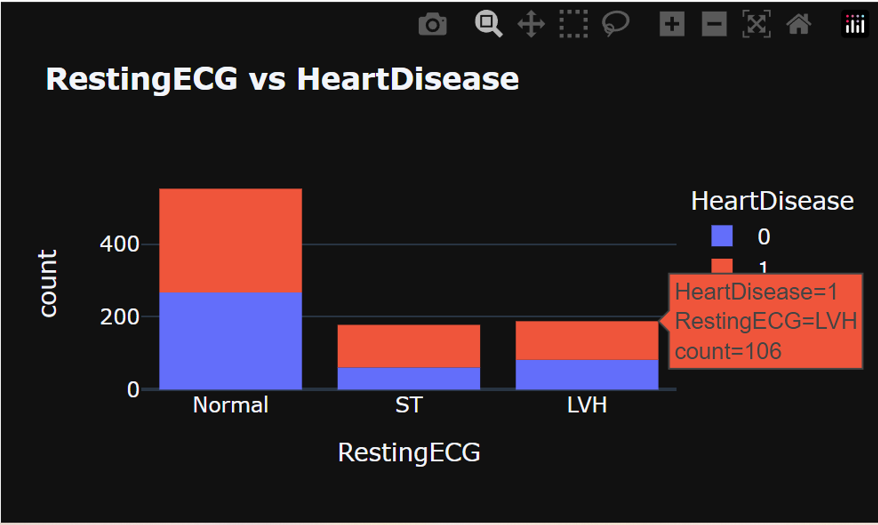 RestingECG vs HeartDisease
HeartDisease
0
1
HeartDisease=1
RestingECG=LVH
count=106
count
400
200
0
Normal ST LVH
RestingECG